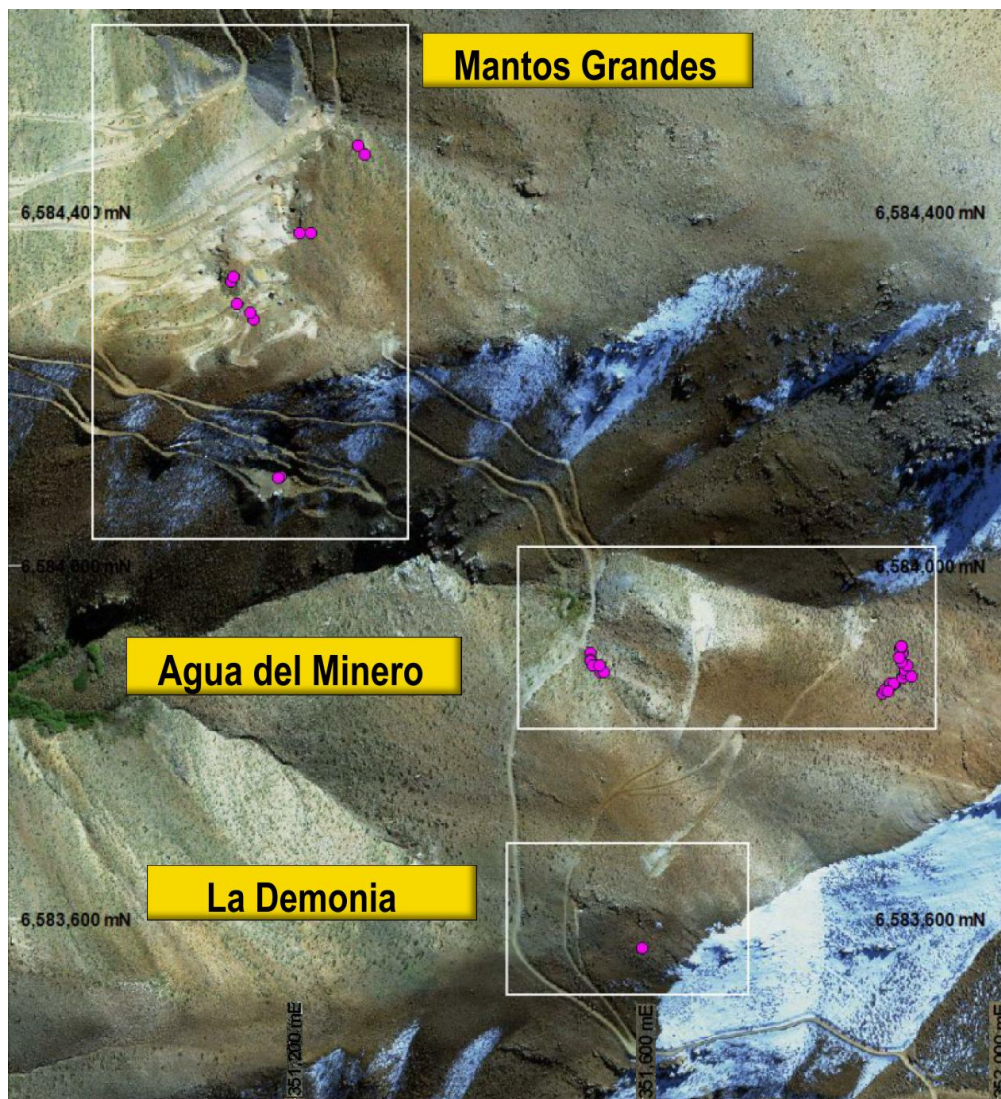 Mantos Grandes
6,584,400 mN
6,584,400 mN
6,584,000 mN
6,584,000 mN
Agua del Minero
La Demonia
6,583,600 mN
6,583,600 mN
351,200 mE
351,600 mE